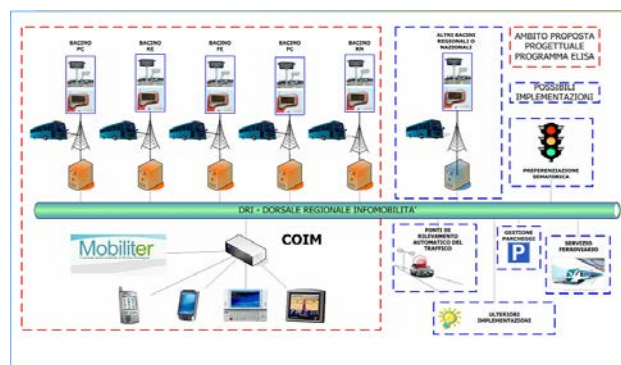 BACINO
PC
BACINO
RE
BACINO
FE
BACINO
FC
BACINO
RN
ALTRI BACINI
REGIONALI O
NAZIONALI
AMBITO PROPOSTA
PROGETTUALE
PROGRAMMA ELISA
POSSIBILI
IMPLEMENTAZIONI
PREFERENZIAZIONE
SEMAFORICA
DRI - DORSALE REGIONALE INFOMOBILITA'
Mobiliter
COIM
FONTI DI
RILEVAMENTO
AUTOMATICO DEL
TRAFFICO
GESTIONE
PARCHEGGI
P
SERVIZIO
FERROVIARIO
ULTERIORI
IMPLEMENTAZIONI